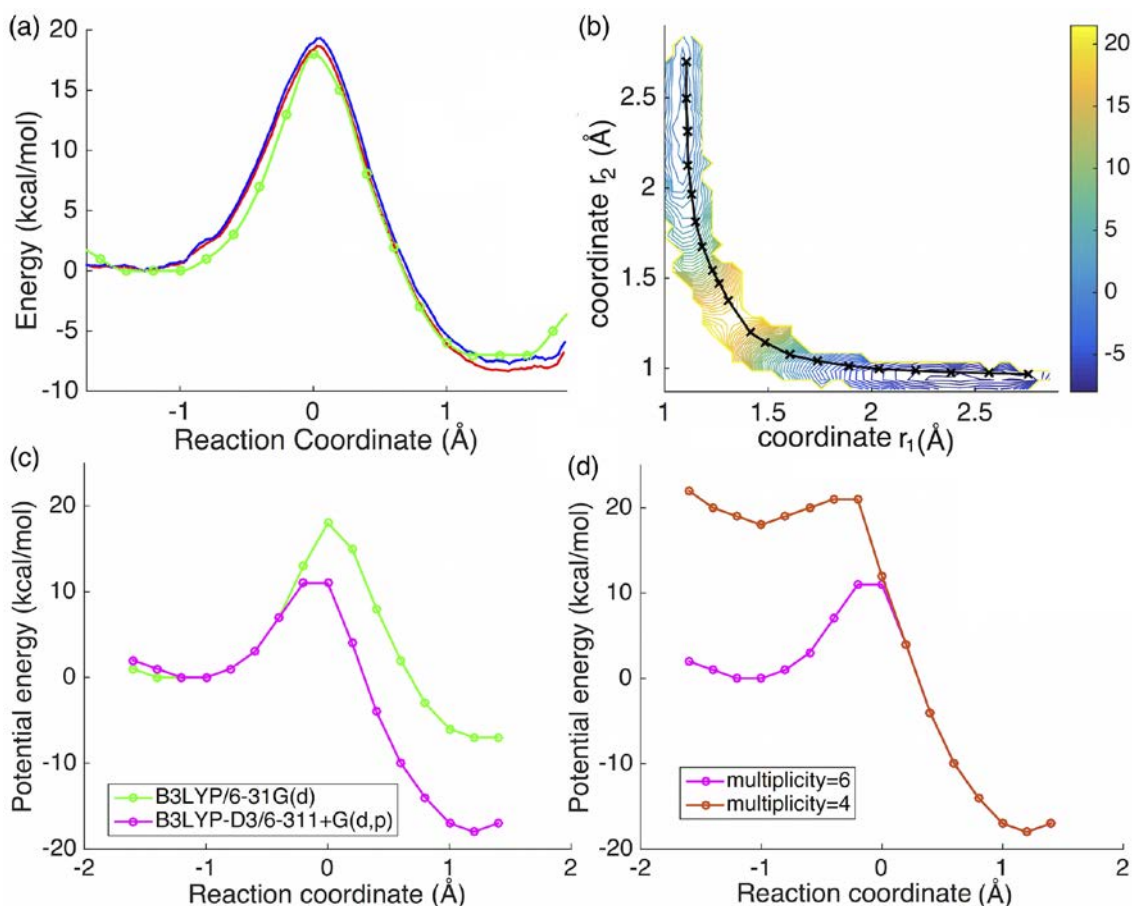 (a)
20
15
10
5
0
-5
-10
Energy (kcal/mol)
-1
0
1
Reaction Coordinate (Å)
(b)
2.5
2
1.5
1
coordinate r2 (Å)
1
1.5
2
2.5
coordinate r1(Å)
20
15
10
5
0
-5
(c)
20
10
0
-10
-20
Potential energy (kcal/mol)
B3LYP/6-31G(d)
B3LYP-D3/6-311+G(d,p)
-2
-1
0
1
2
Reaction coordinate (Å)
(d)
20
10
0
-10
-20
Potential energy (kcal/mol)
multiplicity=6
multiplicity=4
-2
-1
0
1
2
Reaction coordinate (Å)